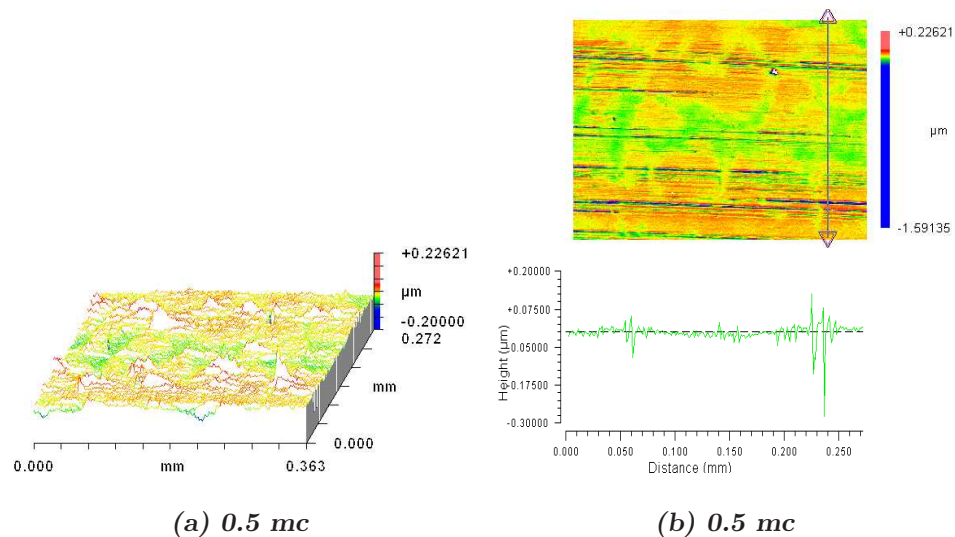 +0.22621
µm
-1.59135
+0.22621
µm
-0.20000
0.272
mm
0.000
0.000
mm
0.363
+0.20000
+0.07500
0.05000
-0.17500
-0.30000
Height (µm)
0.000
0.050
0.100
0.150
0.200
0.250
Distance (mm)
(a) 0.5 mc
(b) 0.5 mc